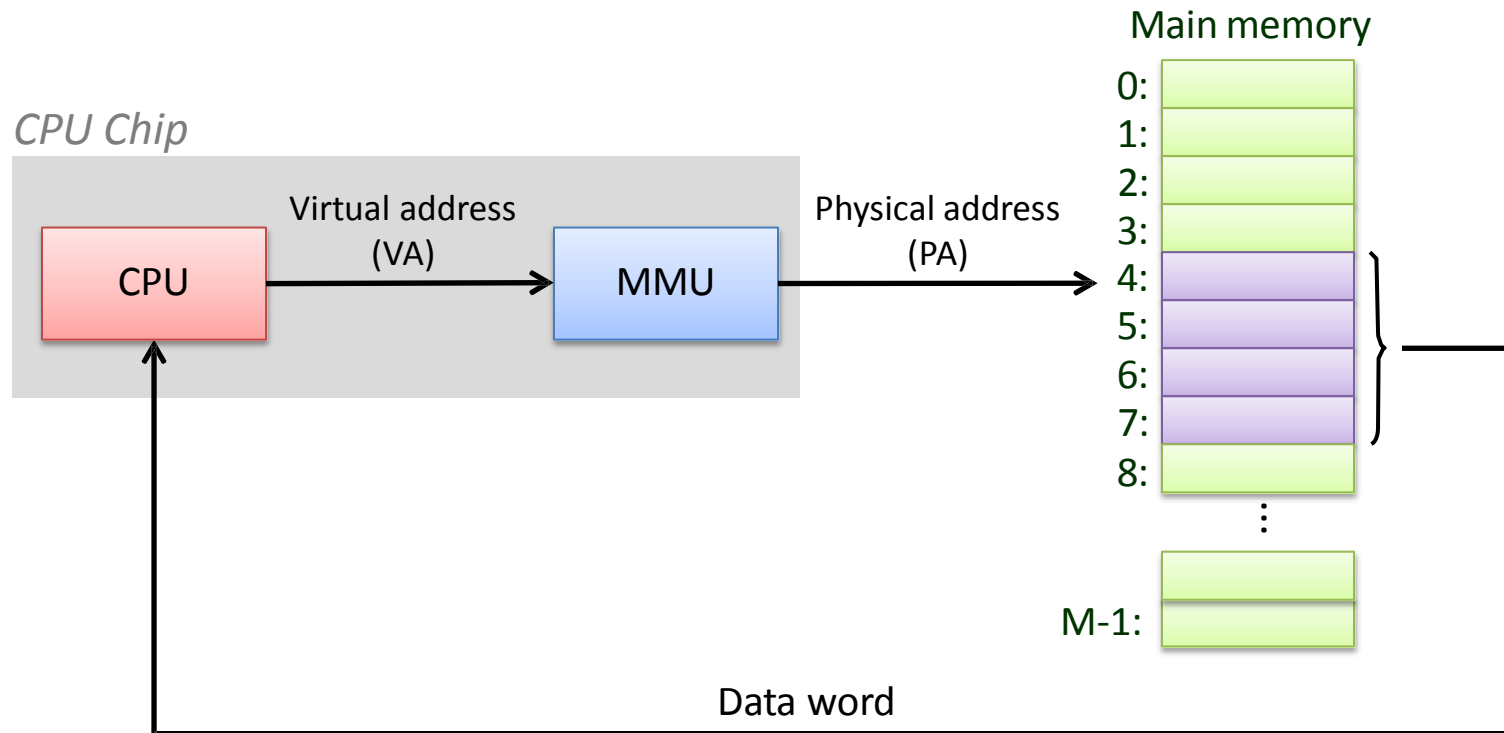 Main memory
0:
CPU Chip
1:
2:
Virtual address
(VA)
Physical address
(PA)
3:
CPU
MMU
4:
5:
6:
7:
8:
...
M-1:
Data word